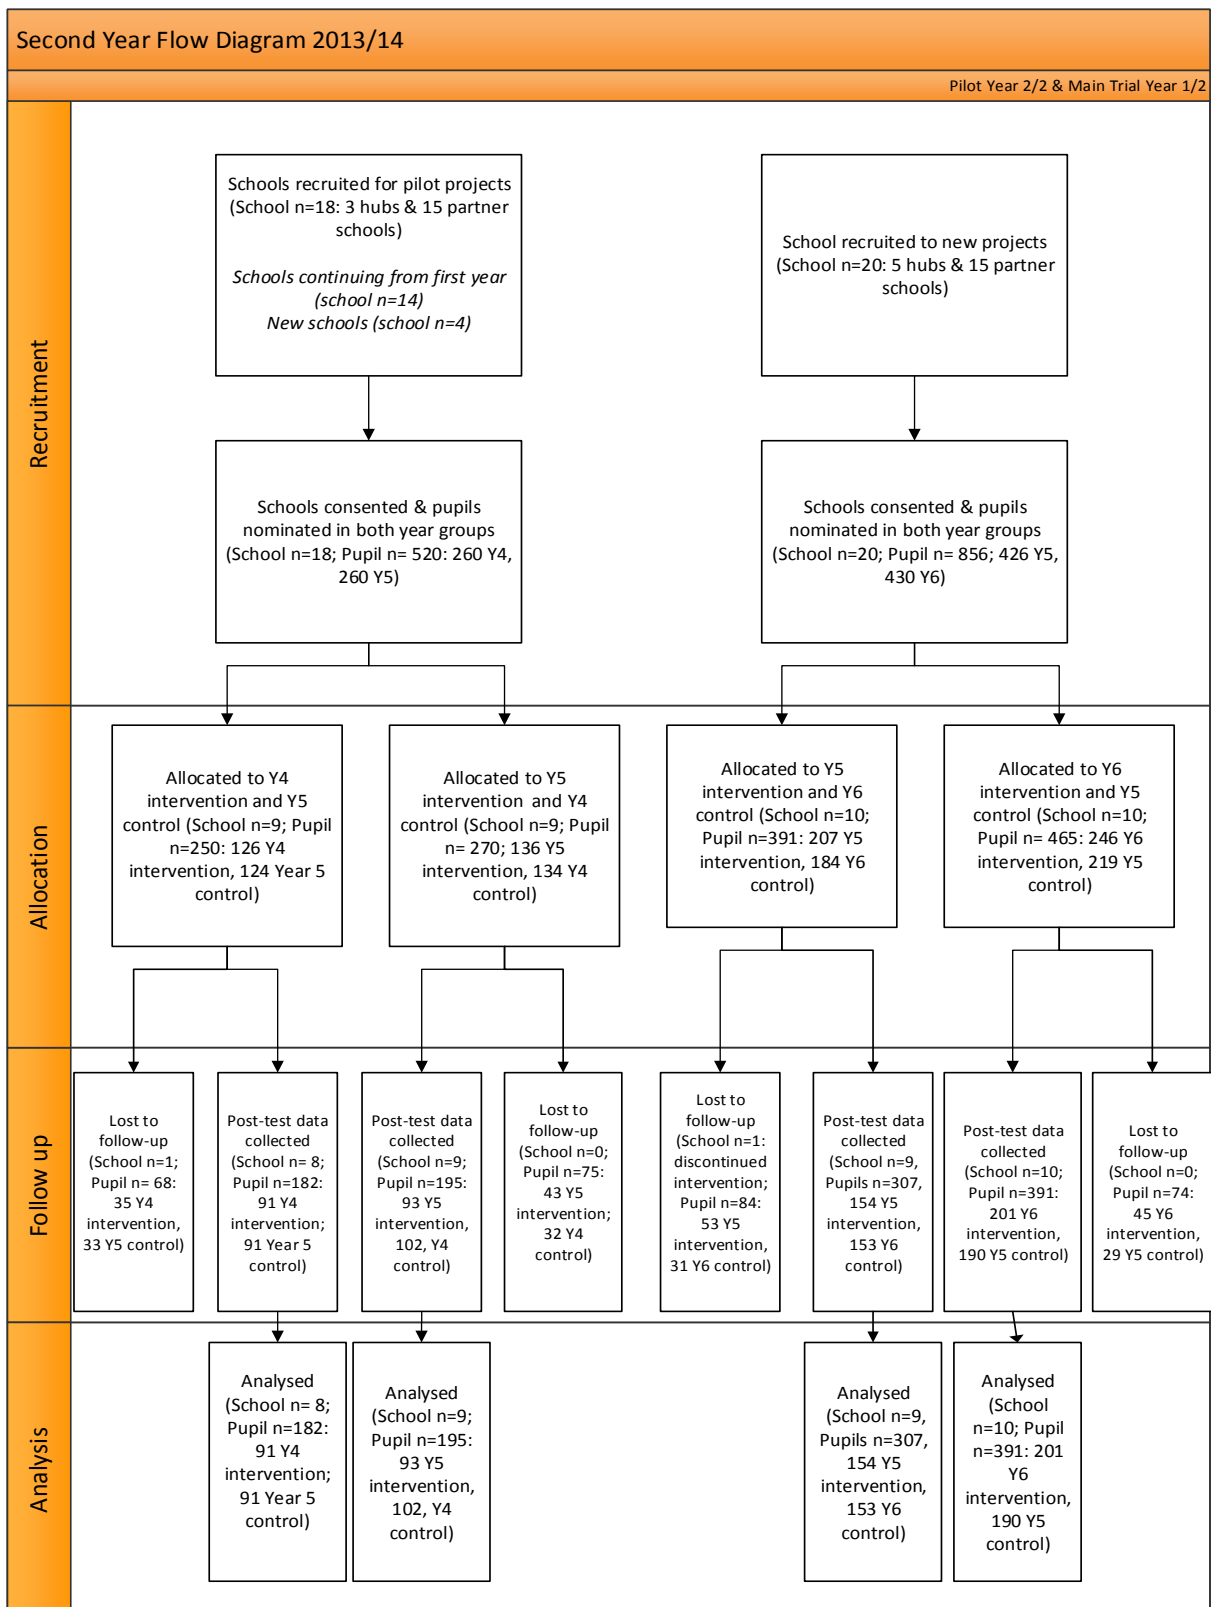 Second Year Flow Diagram 2013/14
Pilot Year 2/2 & Main Trial Year 1/2
Recruitment
Schools recruited for pilot projects
(School n=18: 3 hubs & 15 partner
schools)
Schools continuing from first year
(school n=14)
New schools (school n=4)
School recruited to new projects
(School n=20: 5 hubs & 15 partner
schools)
Schools consented & pupils
nominated in both year groups
(School n=18; Pupil n= 520: 260 Y4,
260 Y5)
Schools consented & pupils
nominated in both year groups
(School n=20; Pupil n= 856; 426 Y5,
430 Y6)
Allocation
Allocated to Y4
intervention and Y5
control (School n=9; Pupil
n=250: 126 Y4
intervention, 124 Year 5
control)
Allocated to Y5
intervention and Y4
control (School n=9; Pupil
n= 270; 136 Y5
intervention, 134 Y4
control)
Allocated to Y5
intervention and Y6
control (School n=10;
Pupil n=391: 207 Y5
intervention, 184 Y6
control)
Allocated to Y6
intervention and Y5
control (School n=10;
Pupil n= 465: 246 Y6
intervention, 219 Y5
control)
Follow up
Lost to
follow-up
(School n=1;
Pupil n= 68:
35 Y4
intervention,
33 Y5 control)
Post-test data
collected
(School n= 8;
Pupil n=182:
91 Y4
intervention;
91 Year 5
control)
Post-test data
collected
(School n=9;
Pupil n=195:
93 Y5
intervention,
102, Y4
control)
Lost to
follow-up
(School n=0;
Pupil n=75:
43 Y5
intervention;
32 Y4
control)
Lost to
follow-up
(School n=1:
discontinued
intervention;
Pupil n=84:
53 Y5
intervention,
31 Y6 control)
Post-test data
collected
(School n=9,
Pupils n=307,
154 Y5
intervention,
153 Y6
control)
Post-test data
collected
(School n=10;
Pupil n=391:
201 Y6
intervention,
190 Y5 control)
Lost to
follow-up
(School n=0;
Pupil n=74:
45 Y6
intervention,
29 Y5 control)
Analysis
Analysed
(School n= 8;
Pupil n=182:
91 Y4
intervention;
91 Year 5
control)
Analysed
(School n=9;
Pupil n=195:
93 Y5
intervention,
102, Y4
control)
Analysed
(School n=9,
Pupils n=307,
154 Y5
intervention,
153 Y6
control)
Analysed
(School
n=10; Pupil
n=391: 201
Y6
intervention,
190 Y5
control)